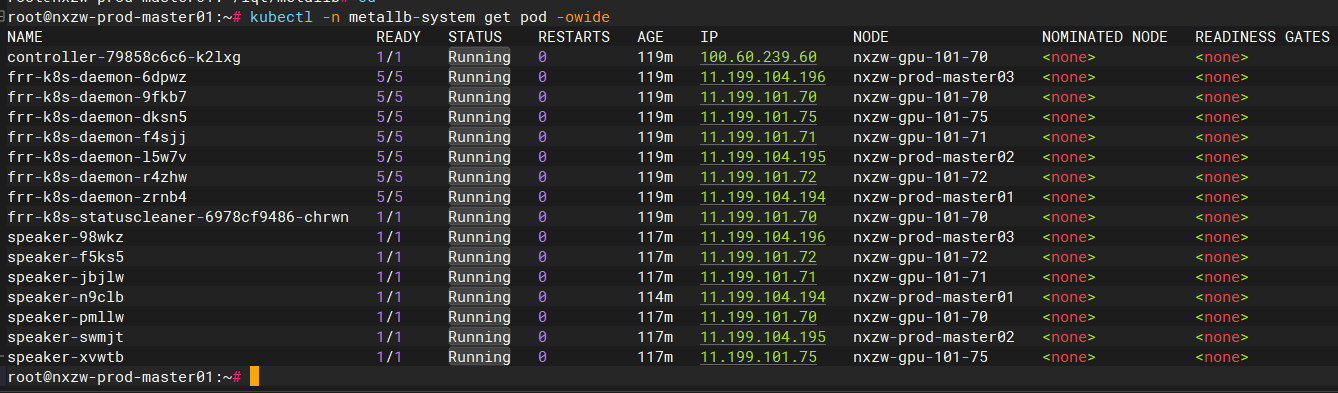 root@nxzw-prod-master01:~# kubectl -n metallb-system get pod -owide
NAME READY STATUS RESTARTS AGE IP NODE NOMINATED NODE READINESS GATES
controller-79858c6c6-k2lxg 1/1 Running 0 119m 100.60.239.60 nxzw-gpu-101-70 <none> <none>
frr-k8s-daemon-6dpwz 5/5 Running 0 119m 11.199.104.196 nxzw-prod-master03 <none> <none>
frr-k8s-daemon-9fkb7 5/5 Running 0 119m 11.199.101.70 nxzw-gpu-101-70 <none> <none>
frr-k8s-daemon-dksn5 5/5 Running 0 119m 11.199.101.75 nxzw-gpu-101-75 <none> <none>
frr-k8s-daemon-f4sjj 5/5 Running 0 119m 11.199.101.71 nxzw-gpu-101-71 <none> <none>
frr-k8s-daemon-l5w7v 5/5 Running 0 119m 11.199.104.195 nxzw-prod-master02 <none> <none>
frr-k8s-daemon-r4zhw 5/5 Running 0 119m 11.199.101.72 nxzw-gpu-101-72 <none> <none>
frr-k8s-daemon-zrnb4 5/5 Running 0 119m 11.199.104.194 nxzw-prod-master01 <none> <none>
frr-k8s-statuscleaner-6978cf9486-chrwn 1/1 Running 0 119m 11.199.101.70 nxzw-gpu-101-70 <none> <none>
speaker-98wkz 1/1 Running 0 117m 11.199.104.196 nxzw-prod-master03 <none> <none>
speaker-f5ks5 1/1 Running 0 117m 11.199.101.72 nxzw-gpu-101-72 <none> <none>
speaker-jbjlw 1/1 Running 0 117m 11.199.101.71 nxzw-gpu-101-71 <none> <none>
speaker-n9clb 1/1 Running 0 114m 11.199.104.194 nxzw-prod-master01 <none> <none>
speaker-pmllw 1/1 Running 0 117m 11.199.101.70 nxzw-gpu-101-70 <none> <none>
speaker-swmjt 1/1 Running 0 117m 11.199.104.195 nxzw-prod-master02 <none> <none>
speaker-xvwtb 1/1 Running 0 117m 11.199.101.75 nxzw-gpu-101-75 <none> <none>
root@nxzw-prod-master01:~#